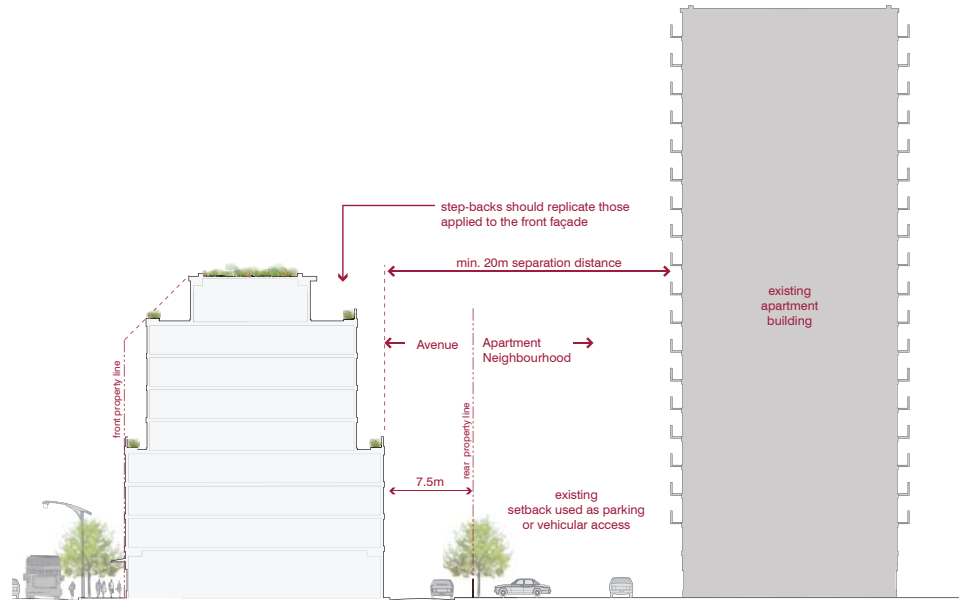 step-backs should replicate those
applied to the front façade
min. 20m separation distance
existing
apartment
building
Avenue
Apartment
Neighbourhood
front property line
rear property line
7.5m
existing
setback used as parking
or vehicular access